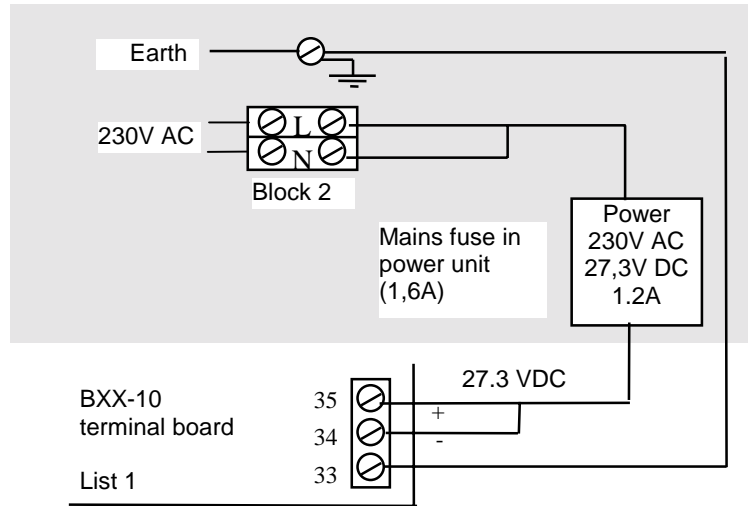 Earth
230V AC
L
N
Block 2
Mains fuse in
power unit
(1,6A)
Power
230V AC
27,3V DC
1.2A
27.3 VDC
BXX-10
terminal board
List 1
35
+
34
-
33